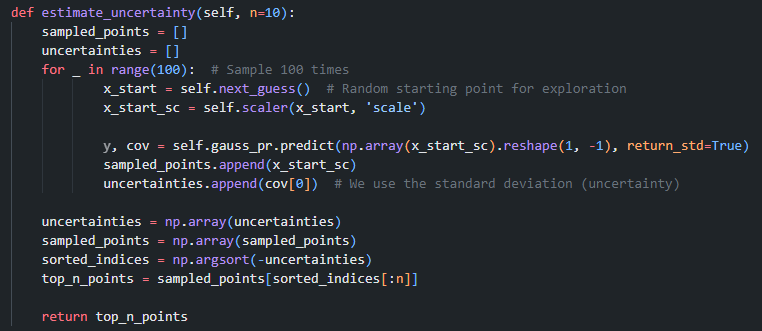 def estimate_uncertainty(self, n=10):
    sampled_points = []
    uncertainties = []
    for _ in range(100):  # Sample 100 times
            x_start = self.next_guess()  # Random starting point for exploration
            x_start_sc = self.scaler(x_start, 'scale')

            y, cov = self.gauss_pr.predict(np.array(x_start_sc).reshape(1, -1), return_std=True)
            sampled_points.append(x_start_sc)
            uncertainties.append(cov[0])  # We use the standard deviation (uncertainty)

    uncertainties = np.array(uncertainties)
    sampled_points = np.array(sampled_points)
    sorted_indices = np.argsort(-uncertainties)
    top_n_points = sampled_points[sorted_indices[:n]]

    return top_n_points